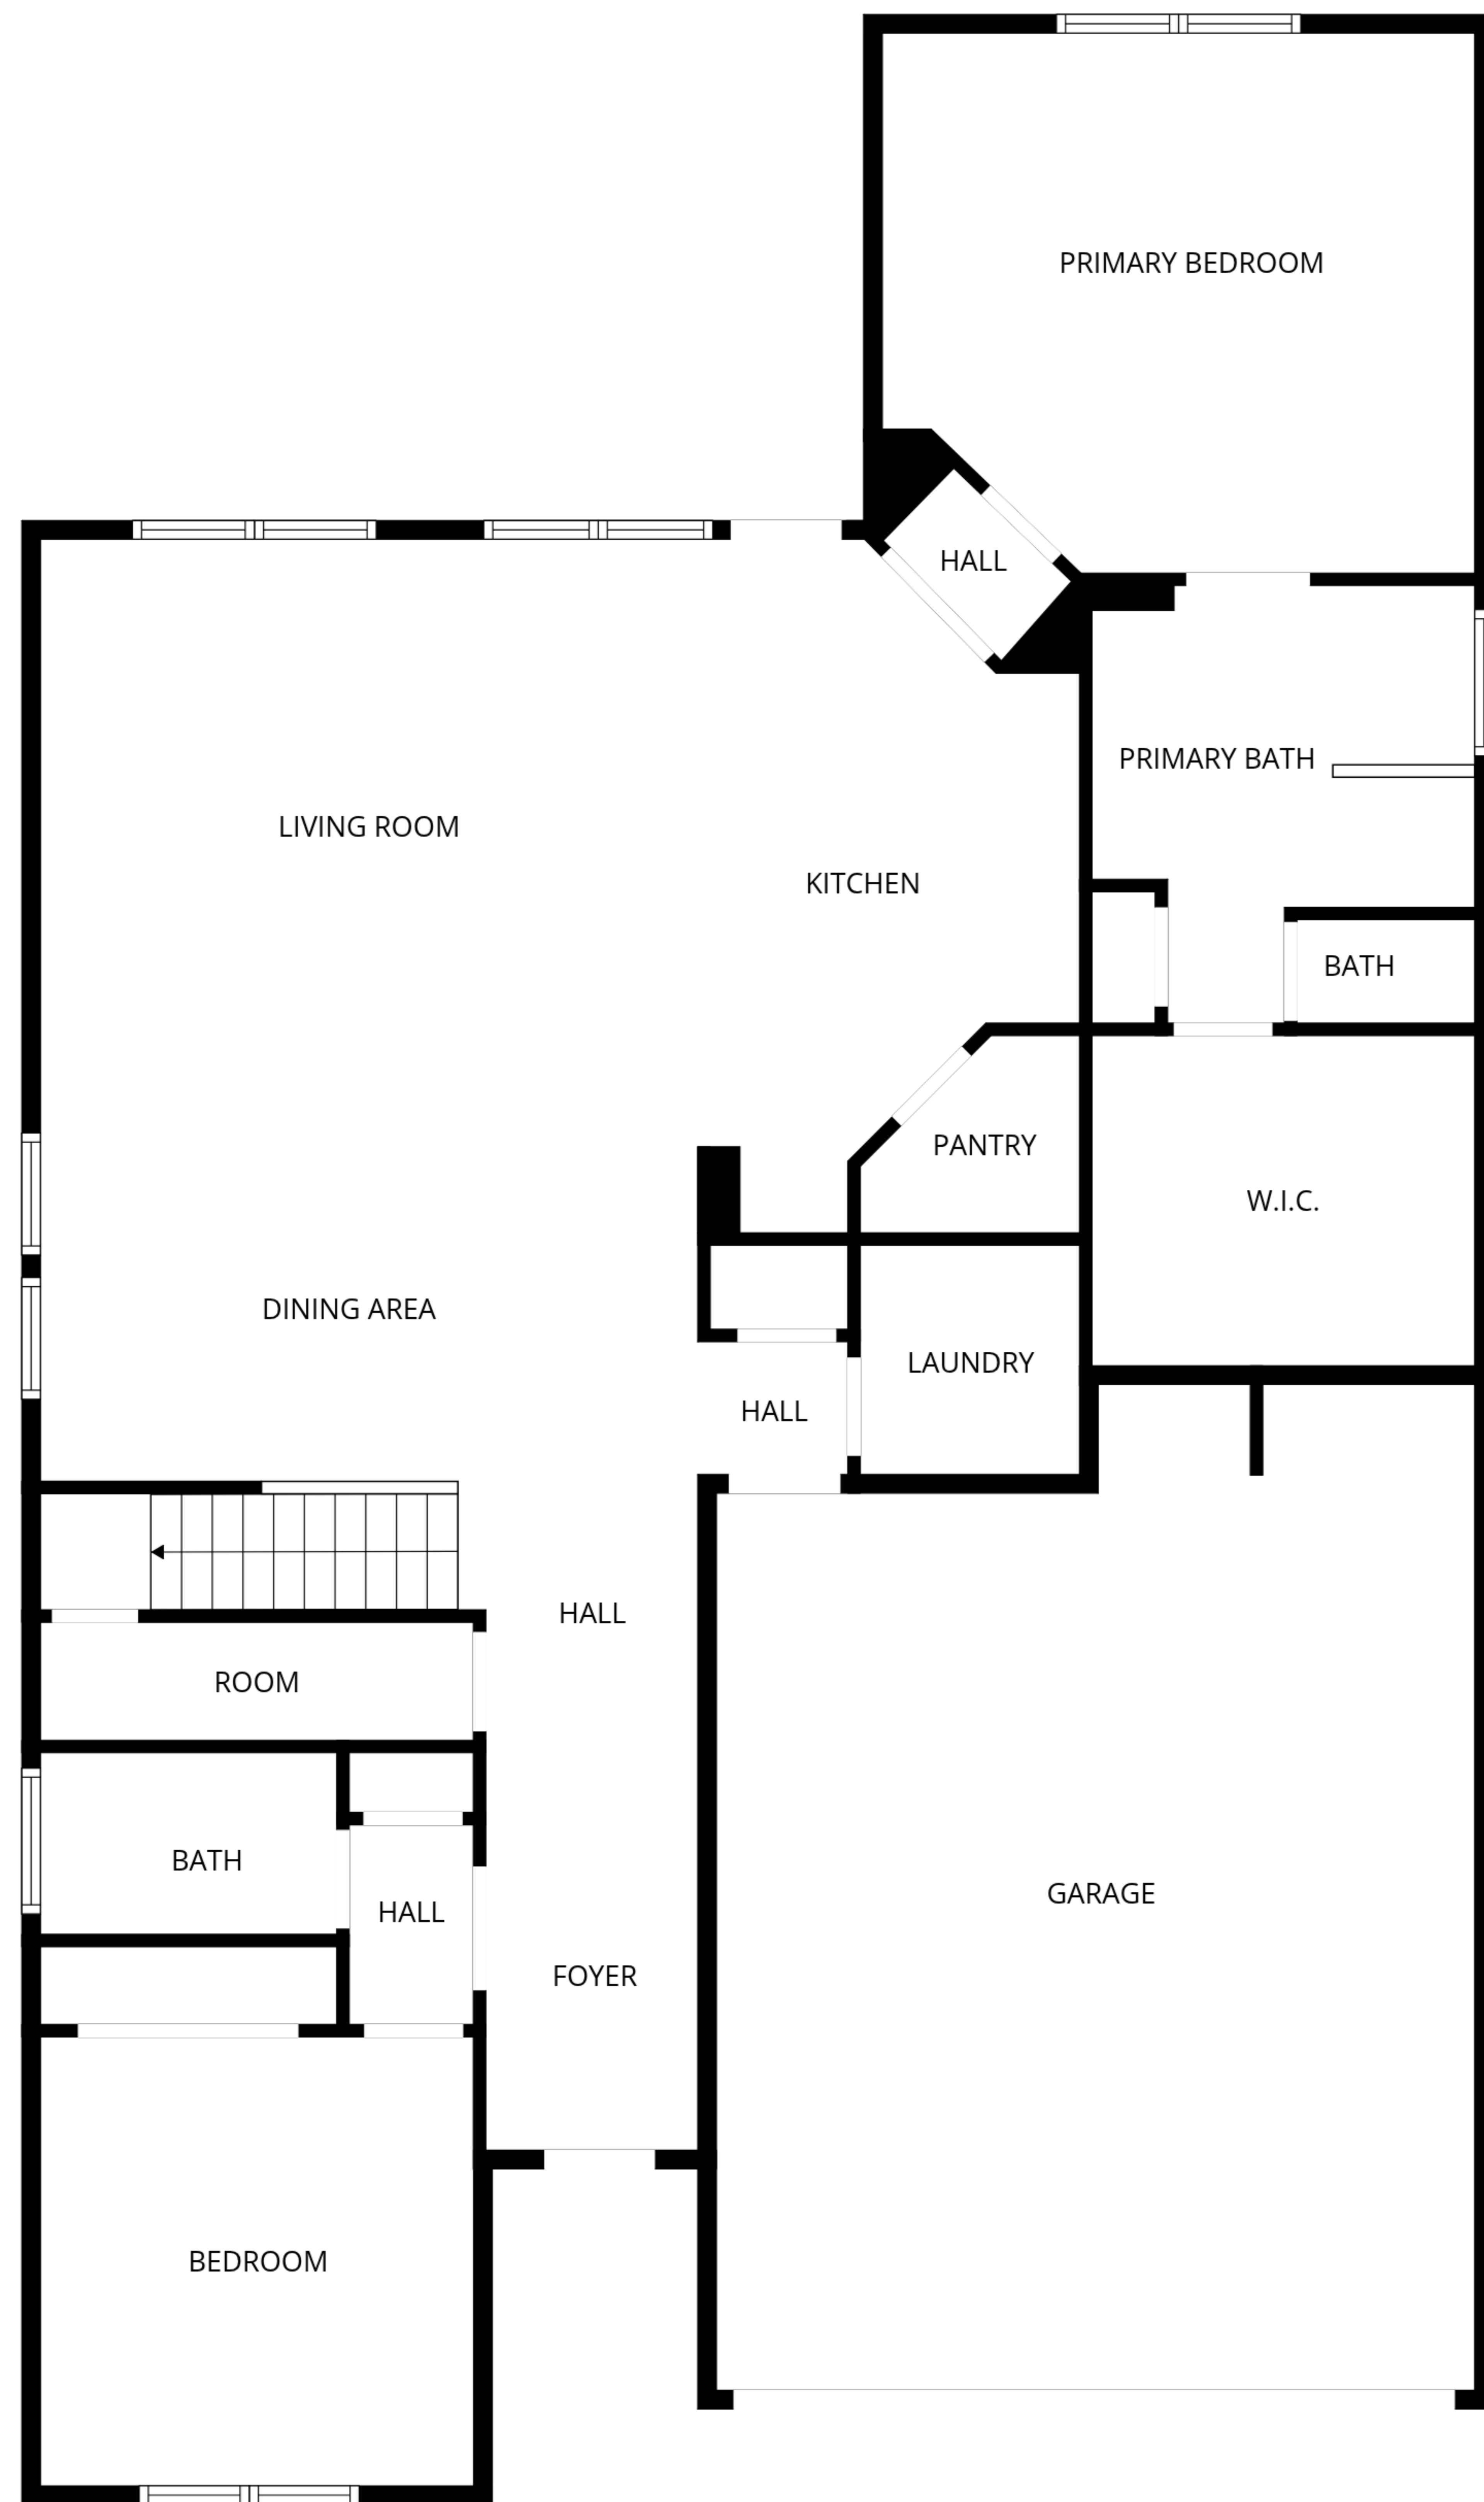 PRIMARY BEDROOM
HALL
PRIMARY BATH
LIVING ROOM
KITCHEN
BATH
PANTRY
W.I.C.
DINING AREA
LAUNDRY
HALL
HALL
ROOM
BATH
GARAGE
HALL
FOYER
BEDROOM